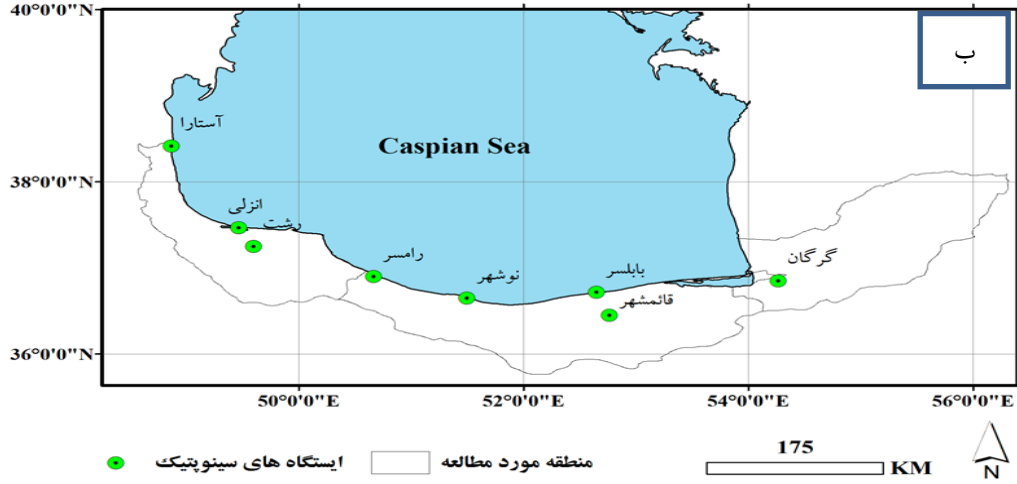 40°0'0"N
ب
آستارا
Caspian Sea
38°0'0"N
انزلی
رشت
رامسر
گرگان
نوشهر
بابلسر
قائمشهر
36°0'0"N
50°0'0"E
52°0'0"E
54°0'0"E
56°0'0"E
175
ایستگاه های سینوپتیک
منطقه مورد مطالعه
KM
N